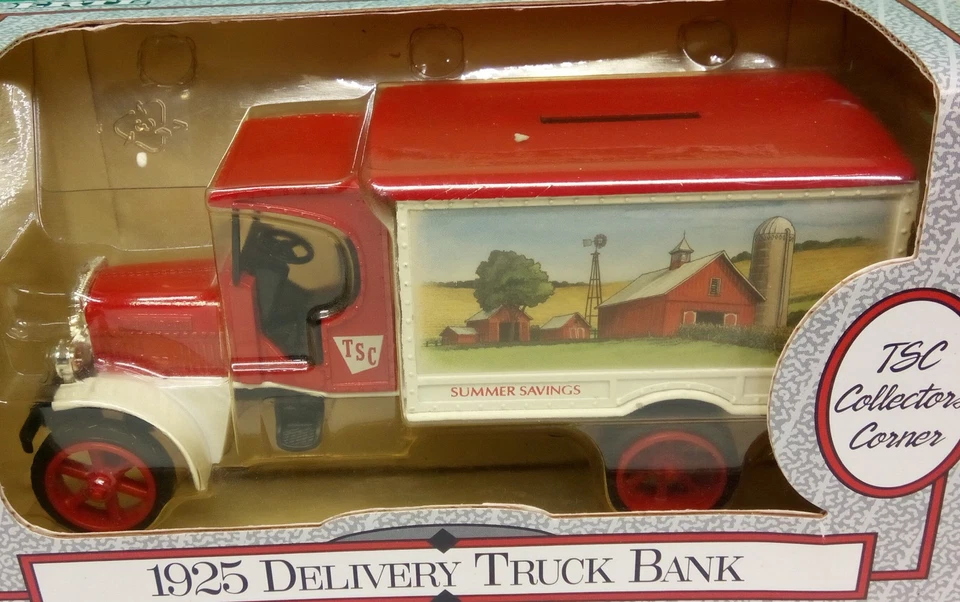 TSC
SUMMER SAVINGS
TSC
Collectors
Corner
1925 DELIVERY TRUCK BANK